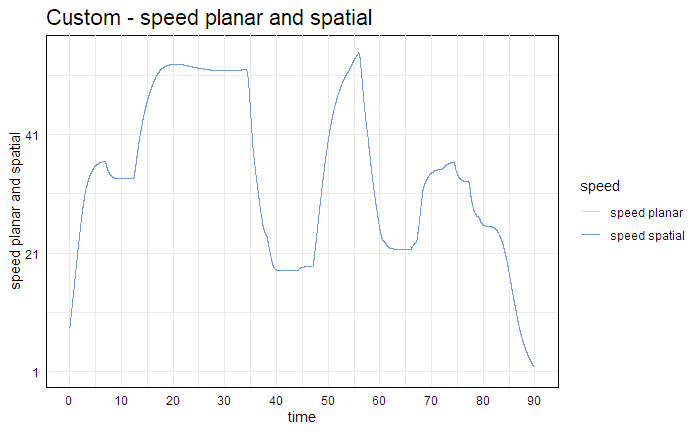 Custom - speed planar and spatial
speed planar and spatial
41
21
1
0 10 20 30 40 50 60 70 80 90
time
speed
speed planar
speed spatial